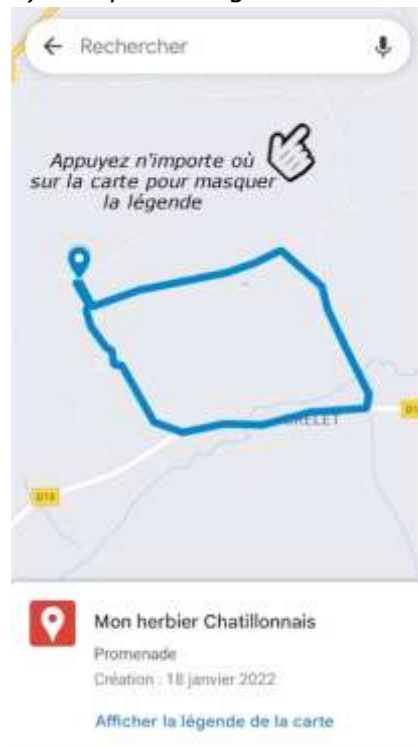 Rechercher
Appuyez n'importe où
sur la carte pour masquer
la légende
Mon herbier Chatillonnais
Promenade
Création : 18 janvier 2022
Afficher la légende de la carte